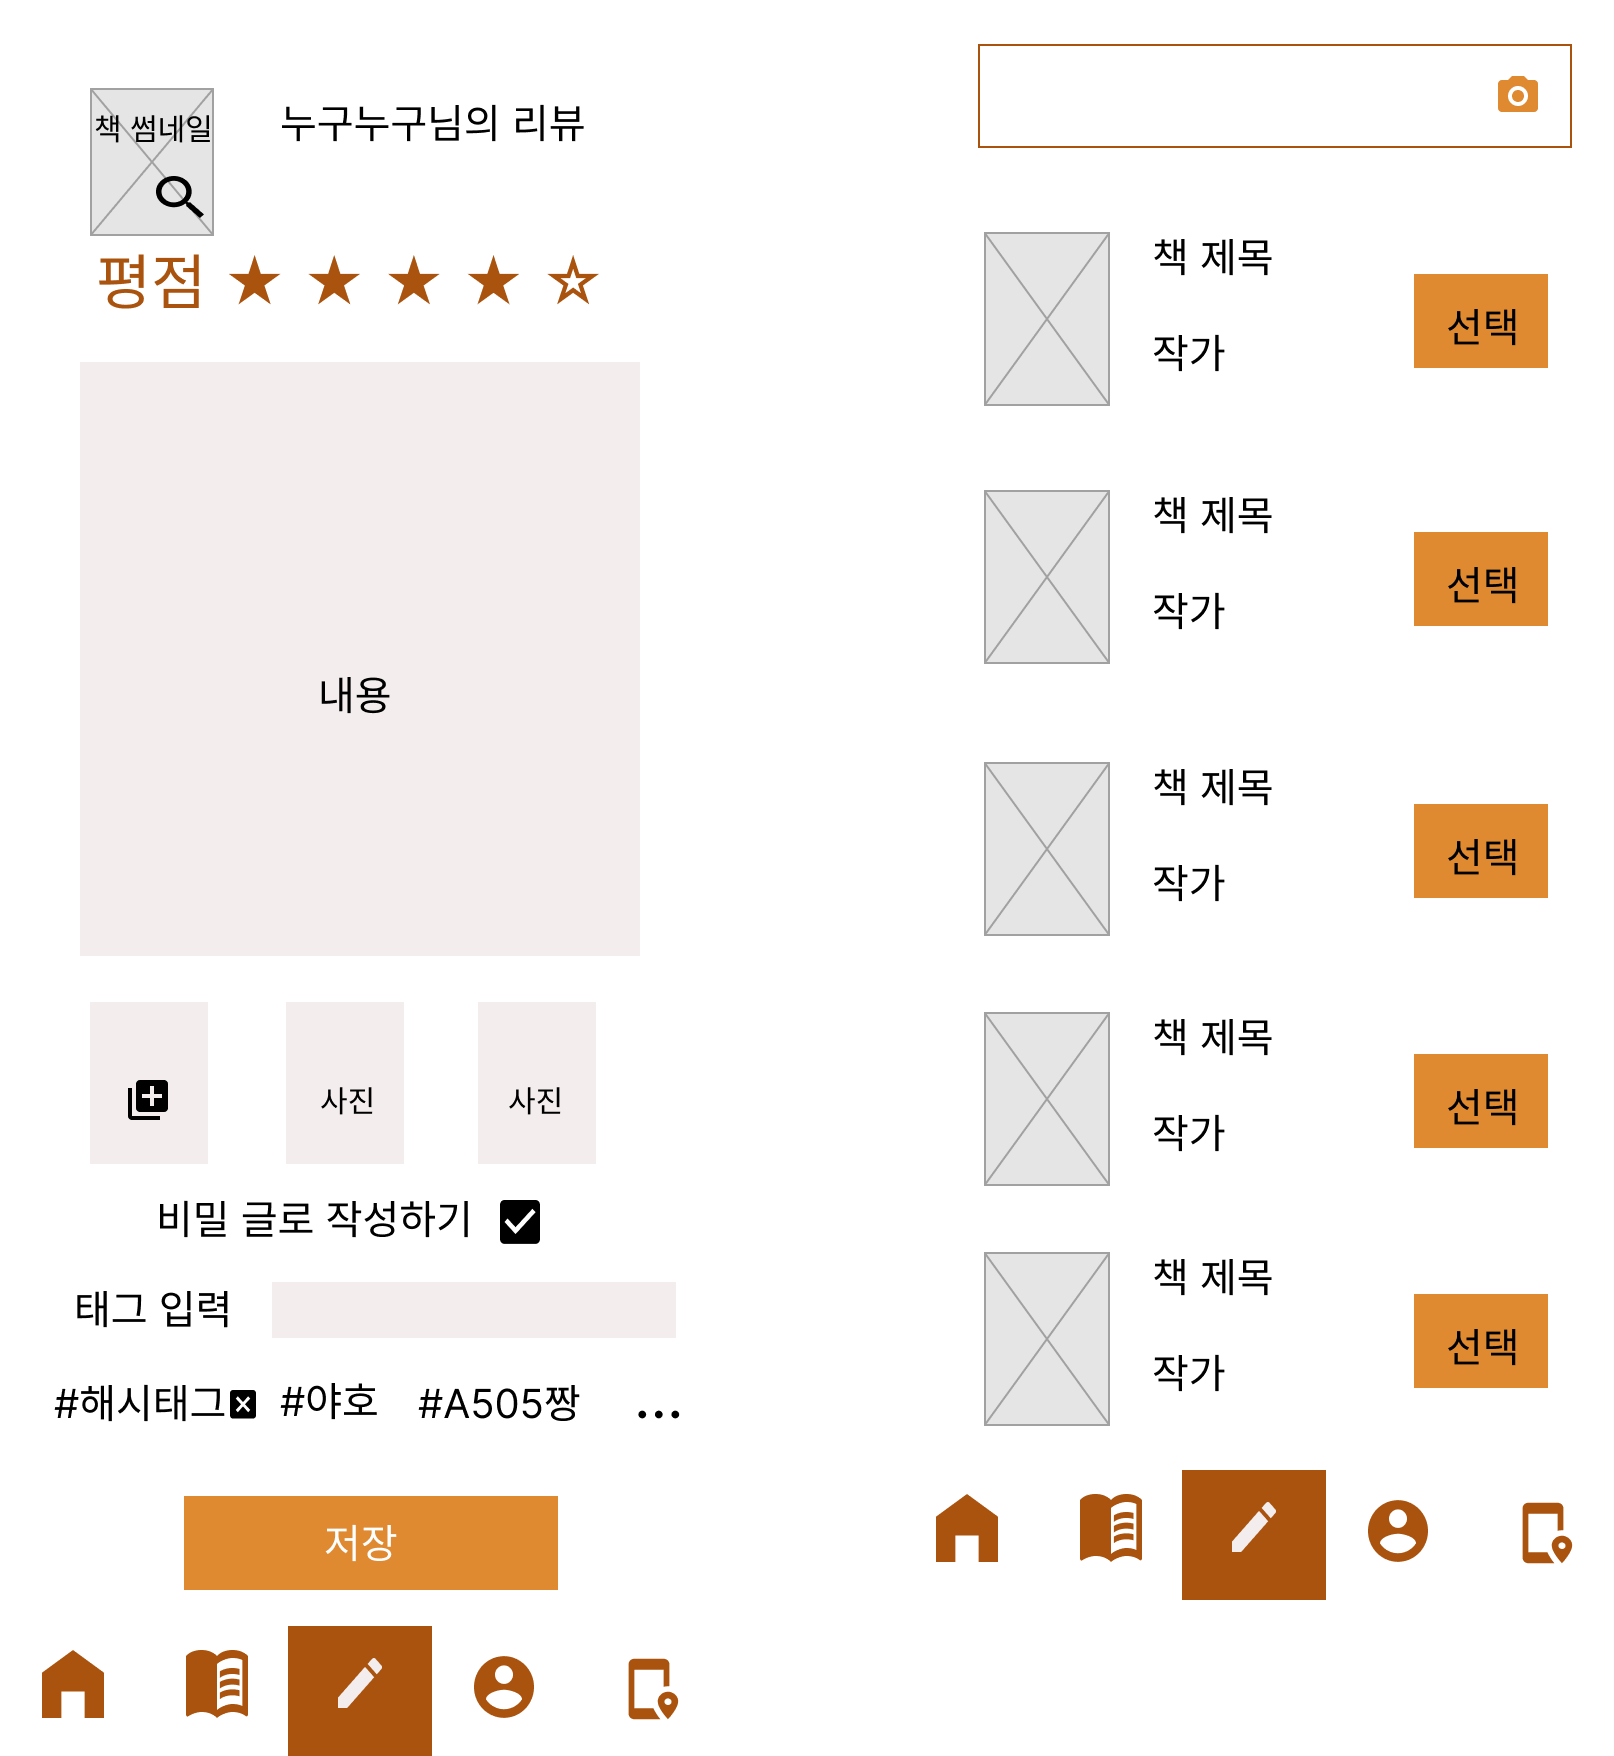 책 썸네일
누구누구님의 리뷰
평점
내용
사진
사진
비밀 글로 작성하기
태그 입력
#해시태그 #야호 #A505짱 ...
저장
책 제목
작가
선택
책 제목
작가
선택
책 제목
작가
선택
책 제목
작가
선택
책 제목
작가
선택